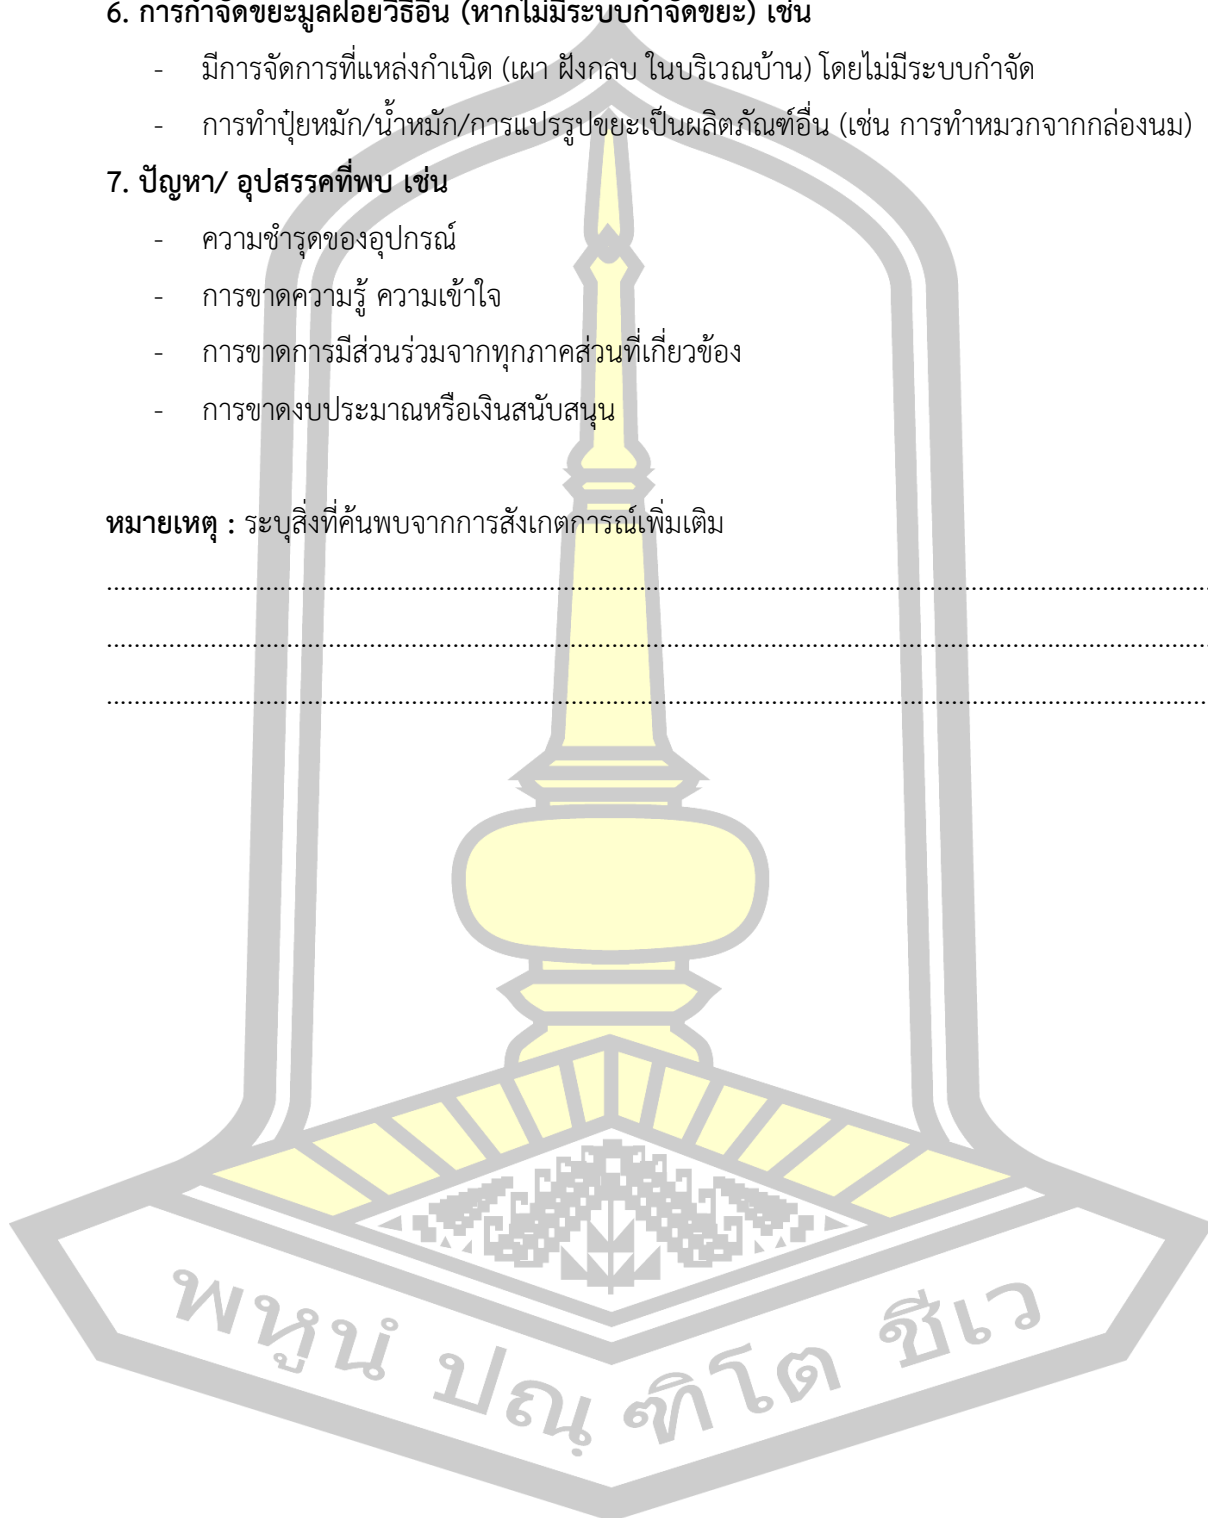 6. การกำจัดขยะมูลฝอยวิธีอื่น (หากไม่มีระบบกำจัดขยะ) เช่น
- มีการจัดการที่แหล่งกำเนิด (เผา ฝังกลบ ในบริเวณบ้าน) โดยไม่มีระบบกำจัด
- การทำปุ๋ยหมัก/น้ำหมัก/การแปรรูปขยะเป็นผลิตภัณฑ์อื่น (เช่น การทำหมวกจากกล่องนม)
7. ปัญหา/ อุปสรรคที่พบ เช่น
- ความชำรุดของอุปกรณ์
- การขาดความรู้ ความเข้าใจ
- การขาดการมีส่วนร่วมจากทุกภาคส่วนที่เกี่ยวข้อง
- การขาดงบประมาณหรือเงินสนับสนุน
หมายเหตุ : ระบุสิ่งที่ค้นพบจากการสังเกตการณ์เพิ่มเติม
................................................................................................................................................................
................................................................................................................................................................
................................................................................................................................................................
พหูนํ ปณฺฑิโต ชีเว